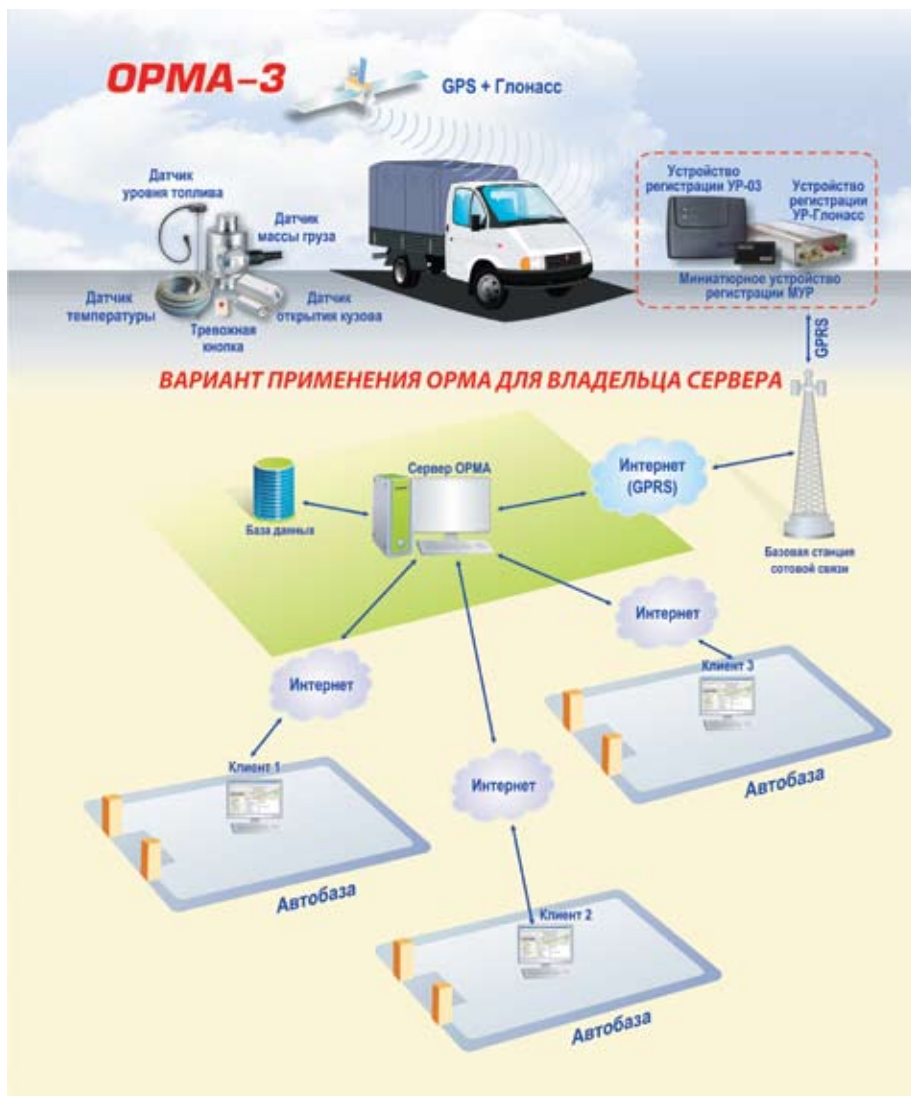 ОРМА–3
GPS + Глонасс
Датчик
уровня топлива
Датчик
массы груза
Датчик
температуры
Тревожная
кнопка
Датчик
открытия кузова
Устройство
регистрации УР-03
Устройство
регистрации
УР-Глонасс
Миниатюрное устройство
регистрации МУР
GPRS
ВАРИАНТ ПРИМЕНЕНИЯ ОРМА ДЛЯ ВЛАДЕЛЬЦА СЕРВЕРА
Сервер ОРМА
База данных
Интернет
(GPRS)
Базовая станция
сотовой связи
Интернет
Интернет
Интернет
Клиент 3
Автобаза
Клиент 1
Автобаза
Клиент 2
Автобаза